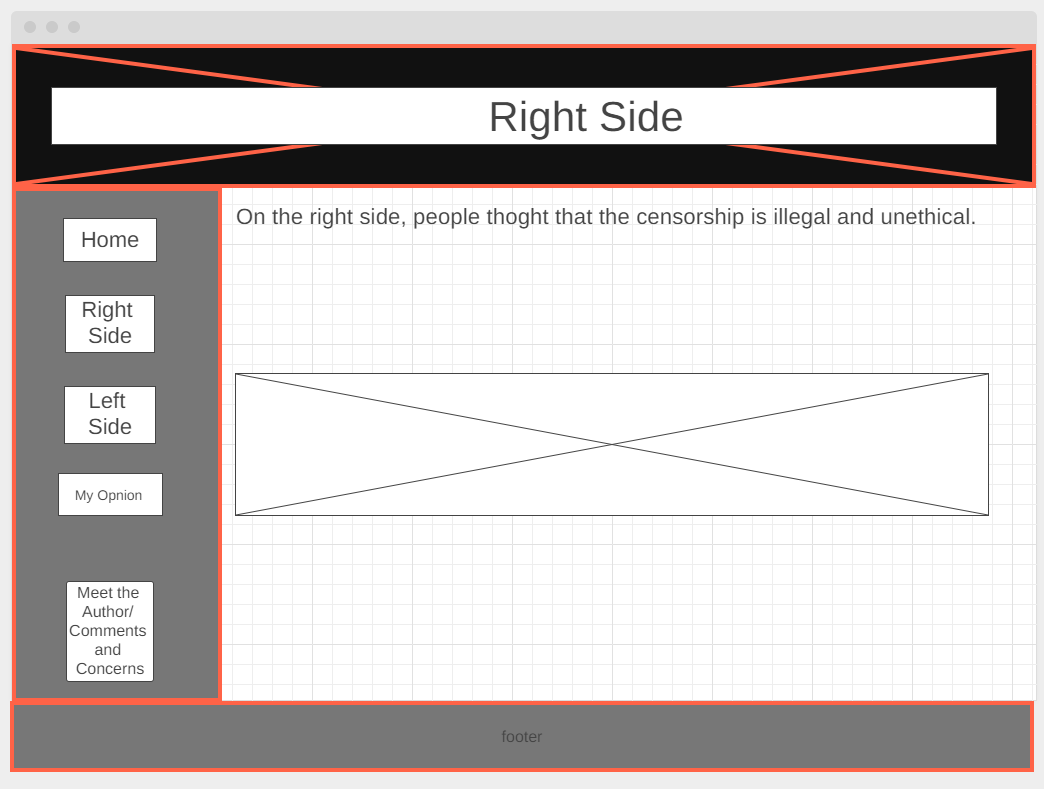 Right Side
On the right side, people thoght that the censorship is illegal and unethical.
Home
Right
Side
Left
Side
My Opnion
Meet the
Author/
Comments
and
Concerns
footer